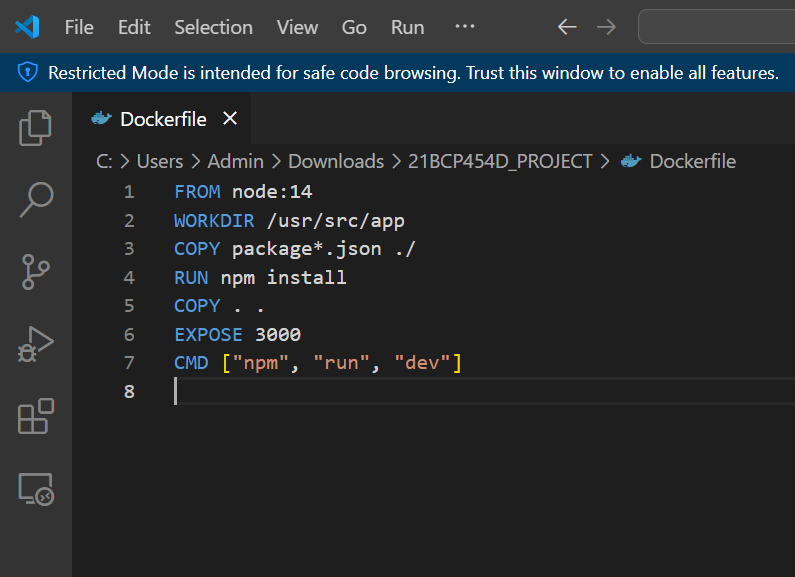 File Edit Selection View Go Run ···
Restricted Mode is intended for safe code browsing. Trust this window to enable all features.
Dockerfile
C: > Users > Admin > Downloads > 21BCP454D_PROJECT > Dockerfile
1 FROM node:14
2 WORKDIR /usr/src/app
3 COPY package*.json ./
4 RUN npm install
5 COPY . .
6 EXPOSE 3000
7 CMD ["npm", "run", "dev"]
8